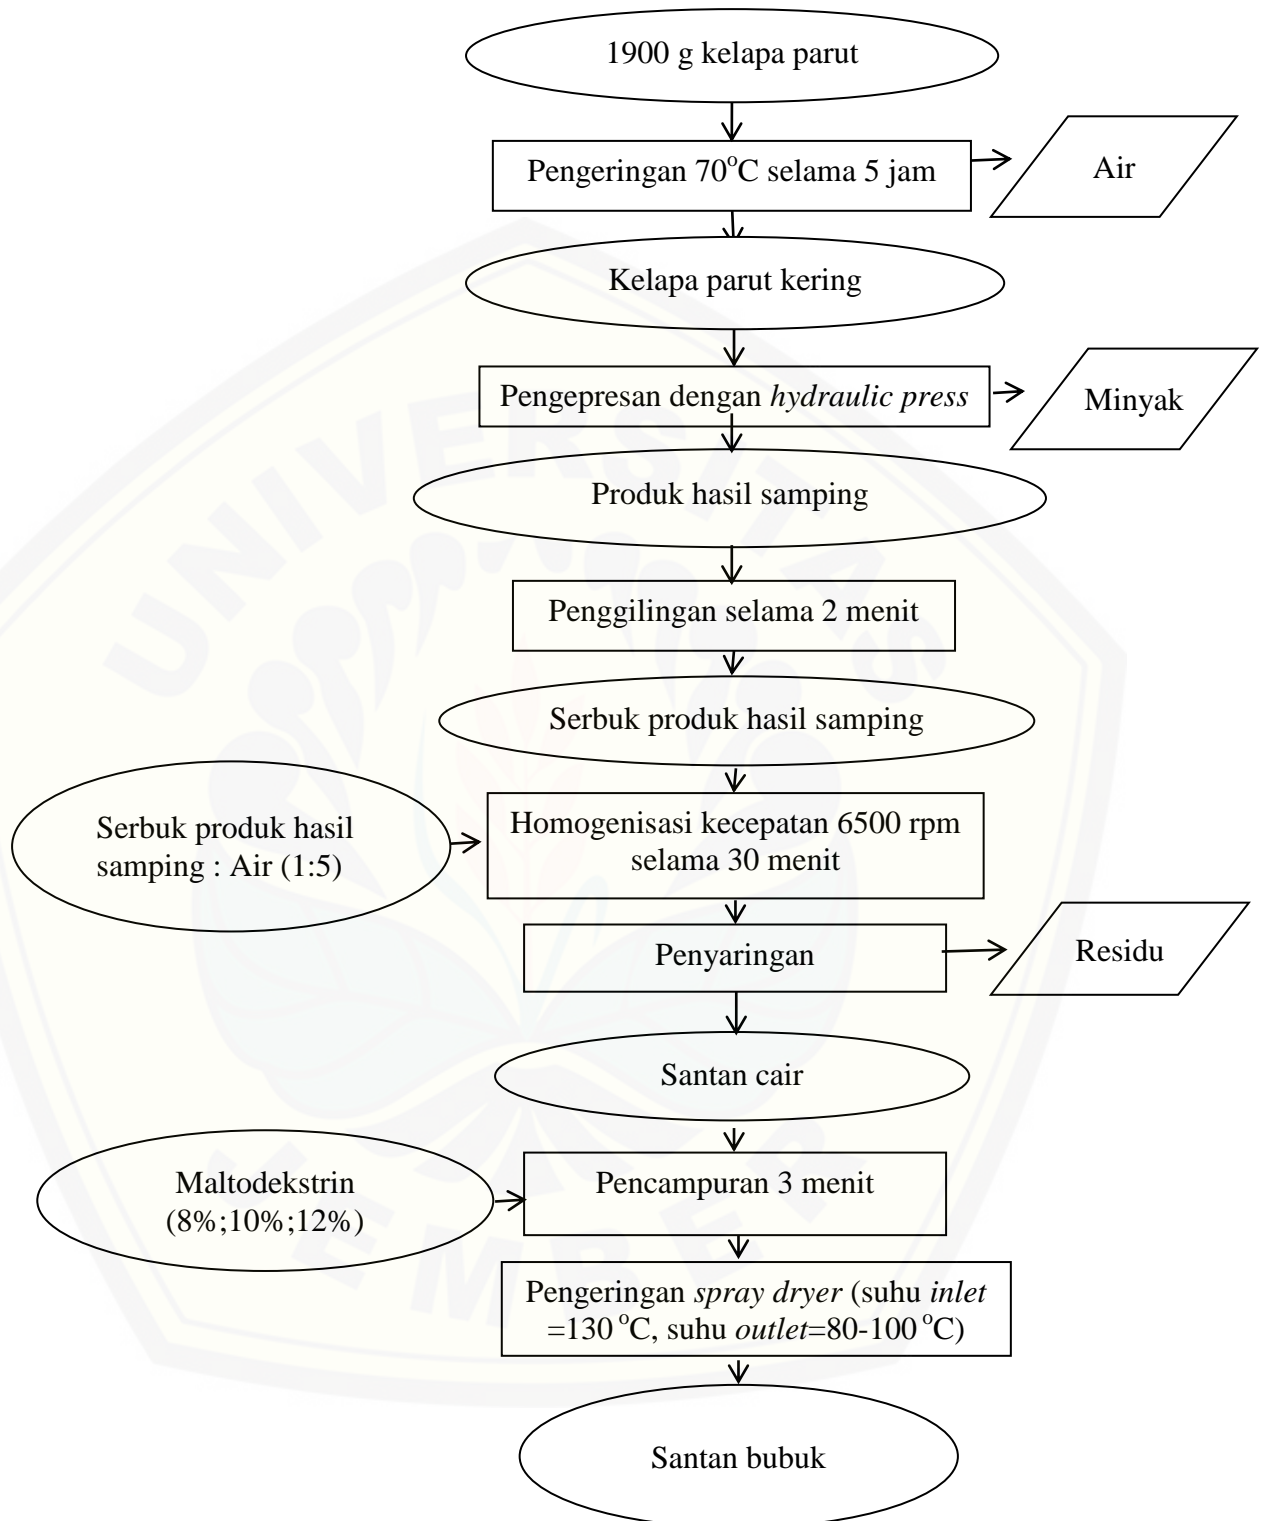 1900 g kelapa parut
Pengeringan 70°C selama 5 jam
Air
Kelapa parut kering
Pengepresan dengan hydraulic press
Minyak
Produk hasil samping
Penggilingan selama 2 menit
Serbuk produk hasil samping
Serbuk produk hasil
samping : Air (1:5)
Homogenisasi kecepatan 6500 rpm
selama 30 menit
Penyaringan
Residu
Santan cair
Maltodekstrin
(8%;10%;12%)
Pencampuran 3 menit
Pengeringan spray dryer (suhu inlet
=130 °C, suhu outlet=80-100 °C)
Santan bubuk
UNIVERSITAS
JEMBER